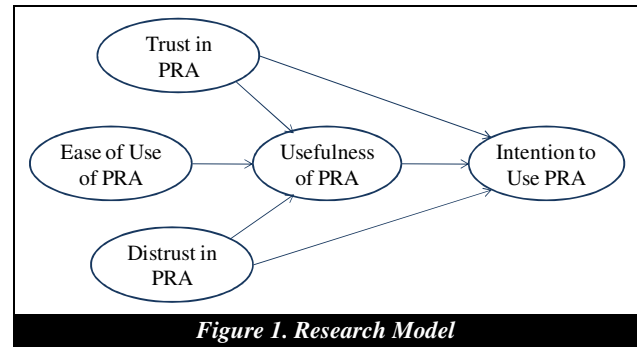 Trust in
PRA
Ease of Use
of PRA
Usefulness
of PRA
Intention to
Use PRA
Distrust in
PRA
Figure 1. Research Model